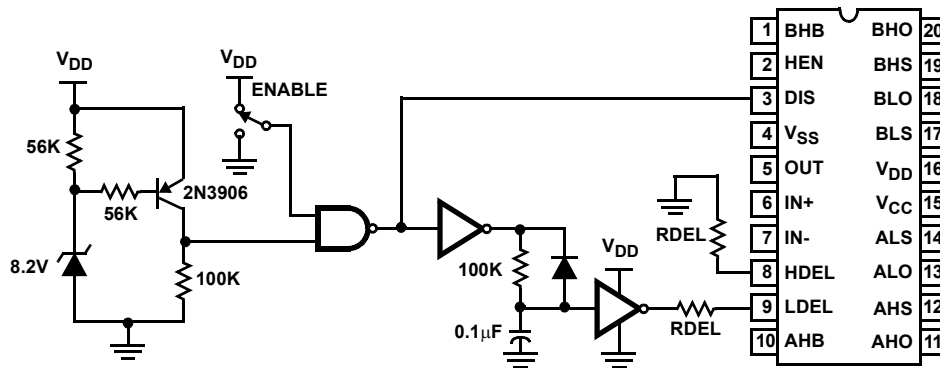 VDD
56K
56K
2N3906
8.2V
100K
VDD
ENABLE
100K
0.1μF
VDD
RDEL
RDEL
1 BHB BHO 20
2 HEN BHS 19
3 DIS BLO 18
4 VSS BLS 17
5 OUT VDD 16
6 IN+ VCC 15
7 IN- ALS 14
8 HDEL ALO 13
9 LDEL AHS 12
10 AHB AHO 11